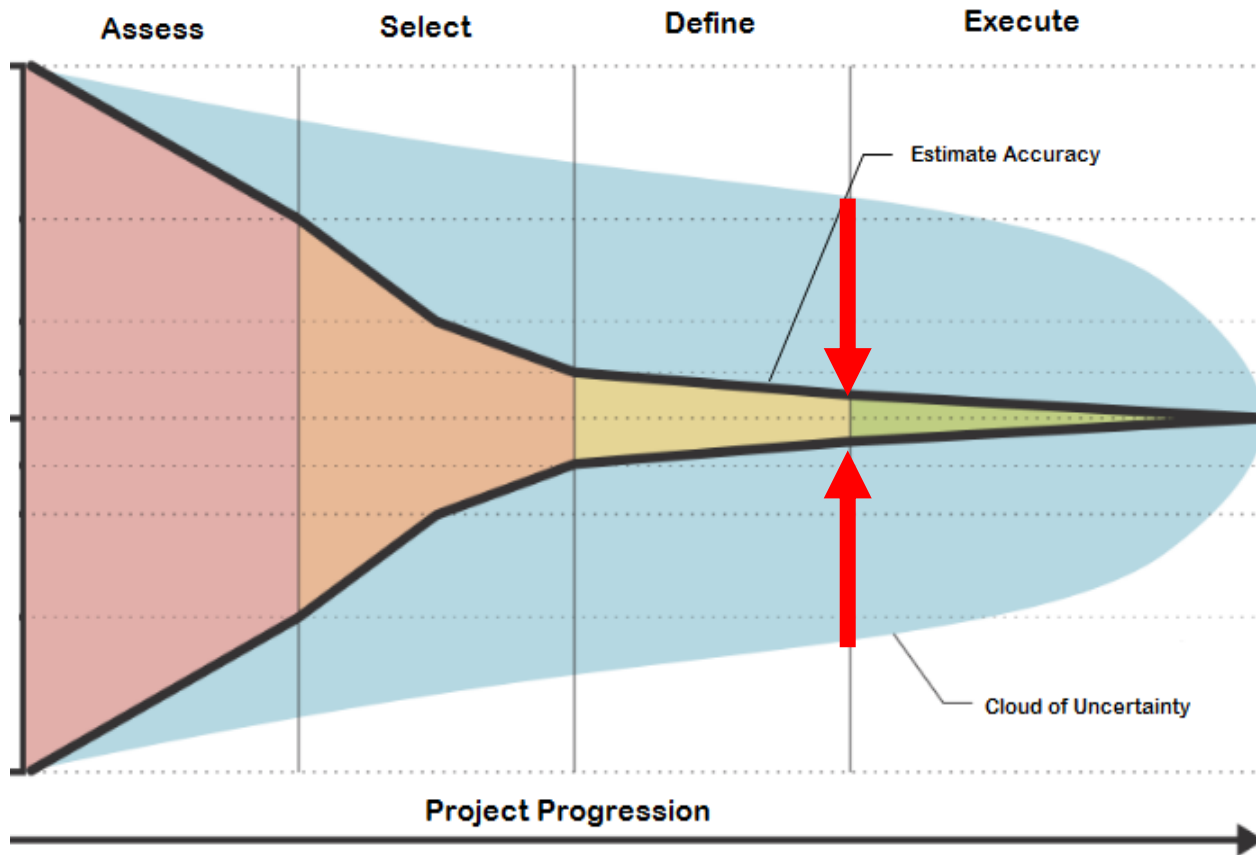 Assess
Select
Define
Execute
Estimate Accuracy
Cloud of Uncertainty
Project Progression